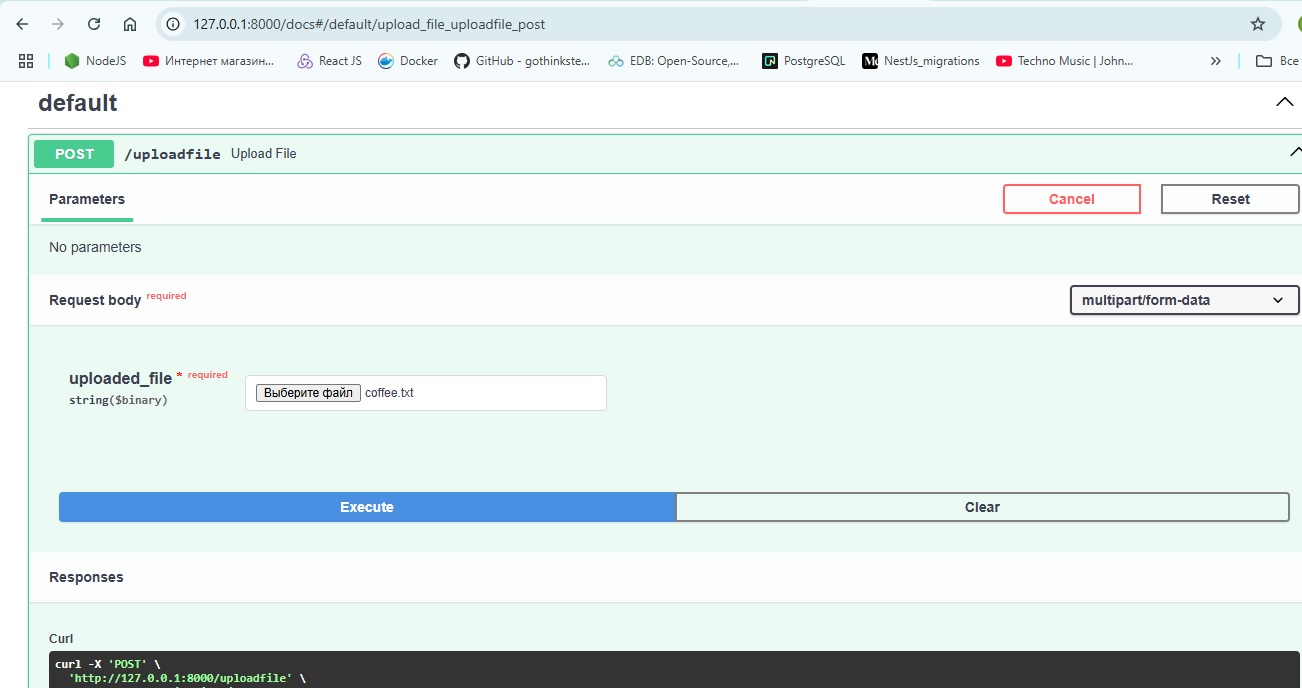 127.0.0.1:8000/docs#/default/upload_file_uploadfile_post
NodeJS Интернет магазин... React JS Docker GitHub - gothinkste... EDB: Open-Source,... PostgreSQL NestJs_migrations Techno Music | John... » Все
default
POST /uploadfile Upload File
Parameters Cancel Reset
No parameters
Request body required multipart/form-data
uploaded_file * required
string($binary) Выберите файл coffee.txt
Execute Clear
Responses
Curl
curl -X 'POST' \
'http://127.0.0.1:8000/uploadfile' \